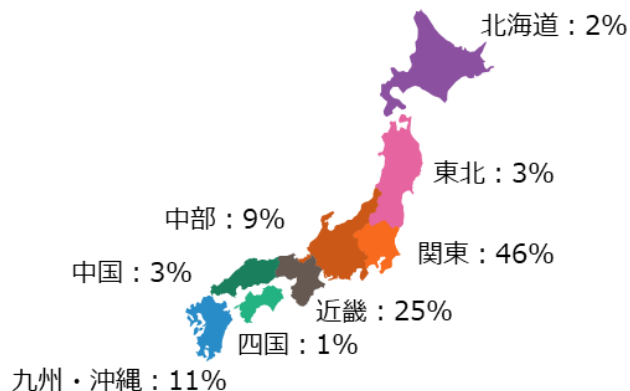 北海道：2%
東北：3%
中部：9%
関東：46%
中国：3%
近畿：25%
四国：1%
九州・沖縄：11%